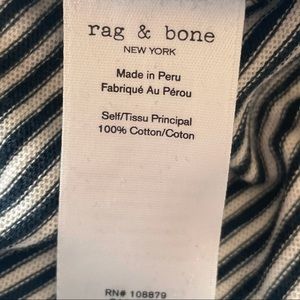 rag & bone
NEW YORK
Made in Peru
Fabriqué Au Pérou
Self/Tissu Principal
100% Cotton/Coton
RN# 108879